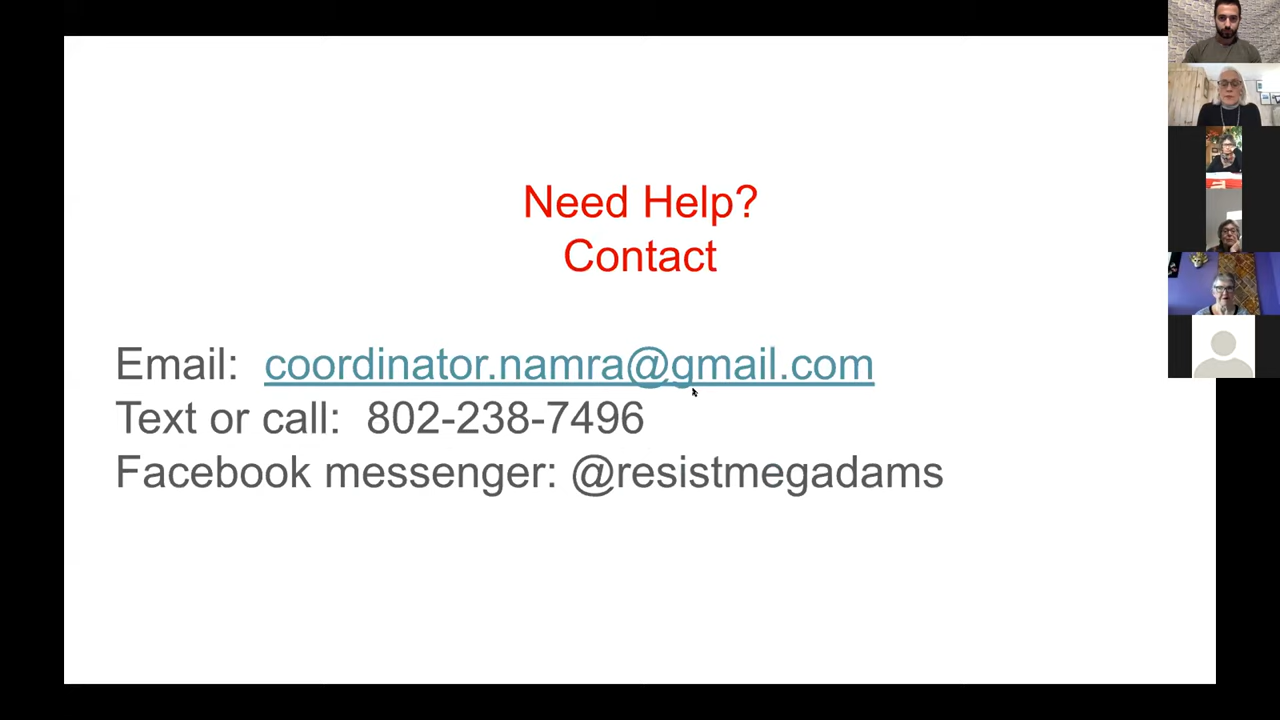 Need Help?
Contact
Email: coordinator.namra@gmail.com
Text or call: 802-238-7496
Facebook messenger: @resistmegadams